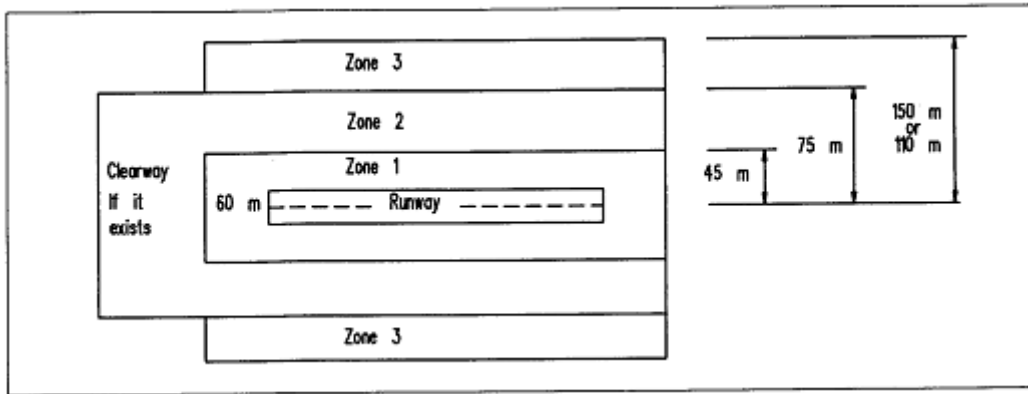 Zone 3
Zone 2
Zone 1
Clearway
If it
exists
60 m
Runway
45 m
75 m
150 m
or
110 m
Zone 3